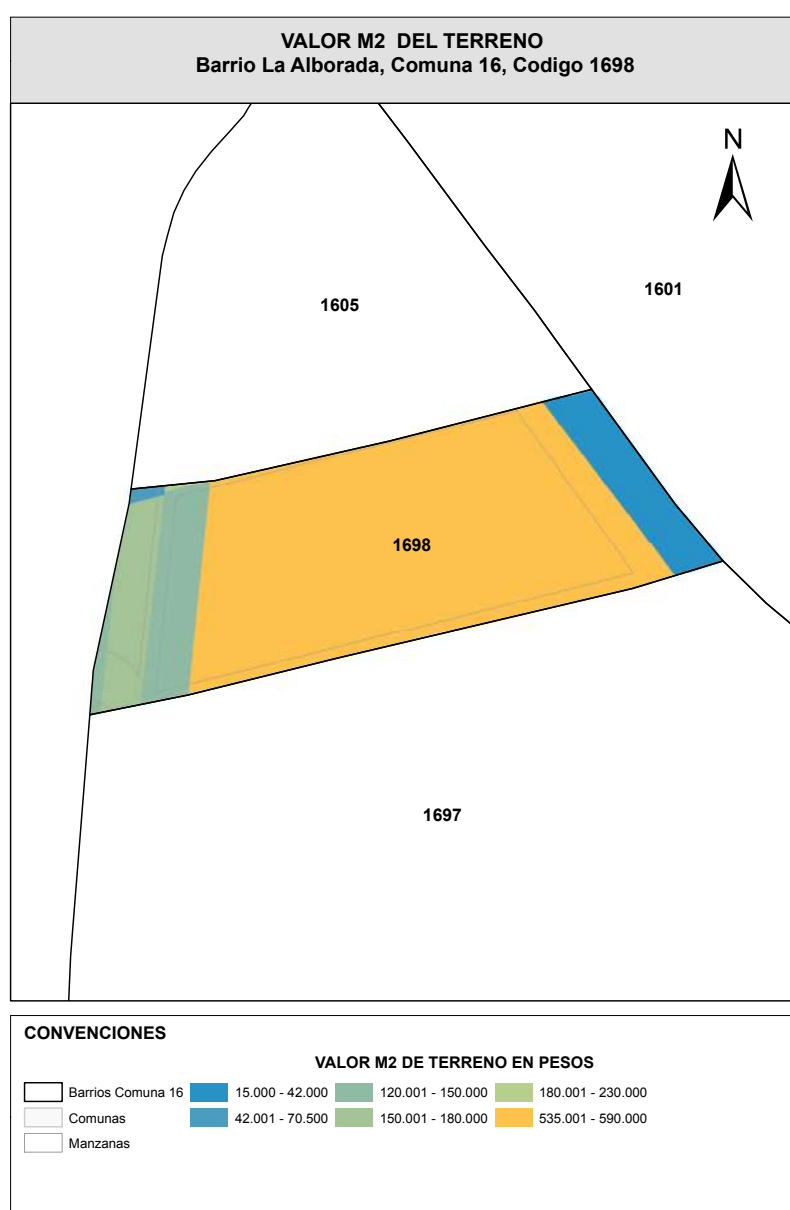 VALOR M2 DEL TERRENO
Barrio La Alborada, Comuna 16, Codigo 1698
N
1601
1605
1698
1697
CONVENCIONES
VALOR M2 DE TERRENO EN PESOS
Barrios Comuna 16
15.000 - 42.000
120.001 - 150.000
180.001 - 230.000
Comunas
42.001 - 70.500
150.001 - 180.000
535.001 - 590.000
Manzanas